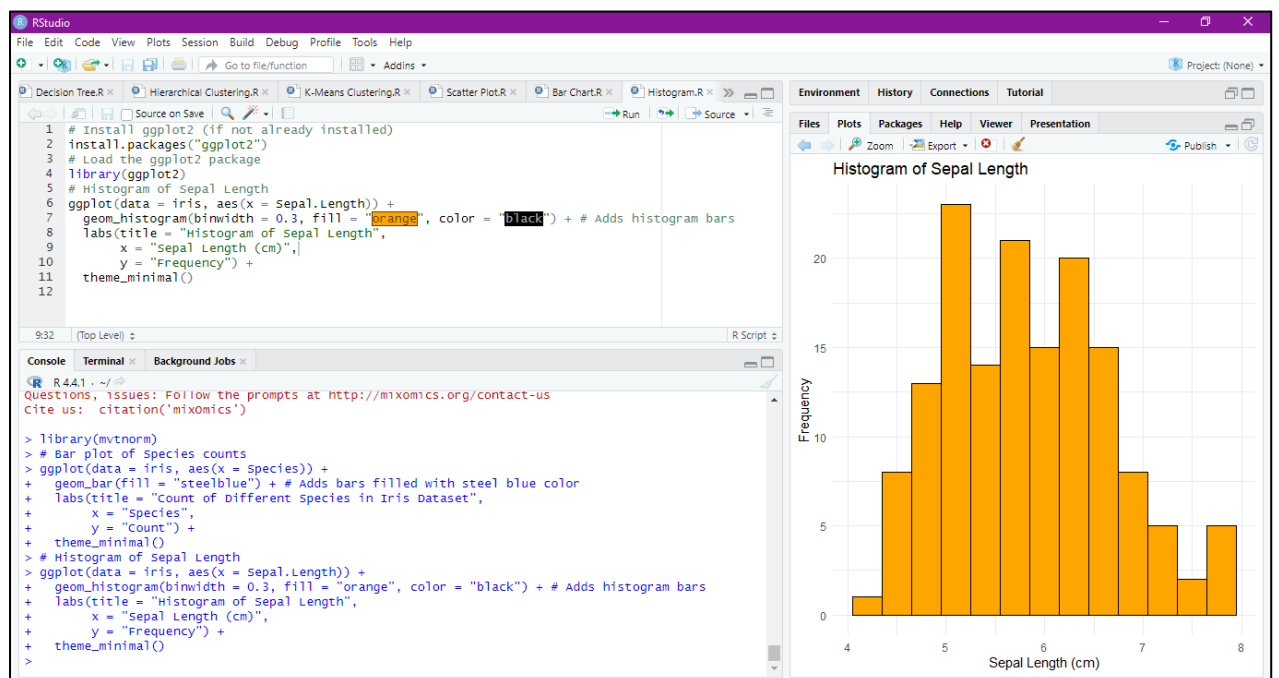 RStudio
File Edit Code View Plots Session Build Debug Profile Tools Help
Go to file/function Addins Project: (None)
Decision Tree.R Hierarchical Clustering.R K-Means Clustering.R Scatter Plot.R Bar Chart.R Histogram.R
Source on Save Run Source
1 # Install ggplot2 (if not already installed)
2 install.packages("ggplot2")
3 # Load the ggplot2 package
4 library(ggplot2)
5 # Histogram of Sepal Length
6 ggplot(data = iris, aes(x = Sepal.Length)) +
7 geom_histogram(binwidth = 0.3, fill = "orange", color = "black") + # Adds histogram bars
8 labs(title = "Histogram of Sepal Length",
9 x = "Sepal Length (cm)",
10 y = "Frequency") +
11 theme_minimal()
12
9:32 (Top Level) R Script
Console Terminal Background Jobs
R 4.4.1 · ~/
Questions, issues: Follow the prompts at http://mixomics.org/contact-us
Cite us: citation('mixOmics')
> library(mvtnorm)
> # Bar plot of Species counts
> ggplot(data = iris, aes(x = Species)) +
+ geom_bar(fill = "steelblue") + # Adds bars filled with steel blue color
+ labs(title = "Count of Different Species in Iris Dataset",
+ x = "Species",
+ y = "Count") +
+ theme_minimal()
> # Histogram of Sepal Length
> ggplot(data = iris, aes(x = Sepal.Length)) +
+ geom_histogram(binwidth = 0.3, fill = "orange", color = "black") + # Adds histogram bars
+ labs(title = "Histogram of Sepal Length",
+ x = "Sepal Length (cm)",
+ y = "Frequency") +
+ theme_minimal()
>
Environment History Connections Tutorial
Files Plots Packages Help Viewer Presentation
Zoom Export Publish
Histogram of Sepal Length
20
15
10
5
0
Frequency
4 5 6 7 8
Sepal Length (cm)